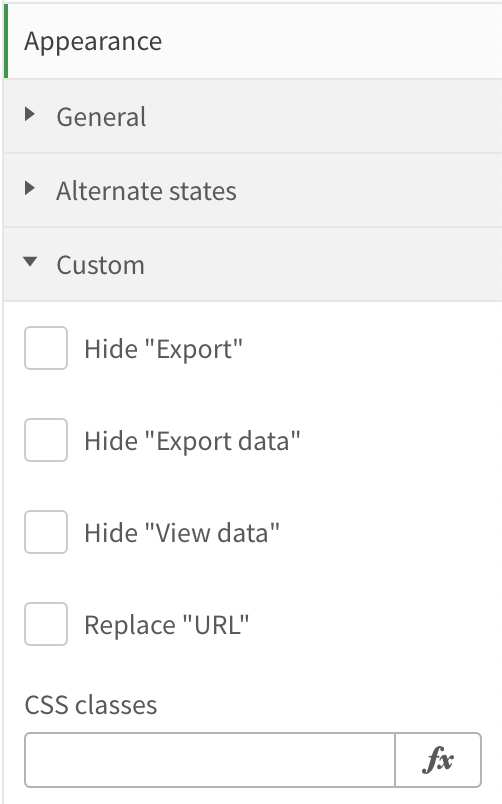 Appearance
General
Alternate states
Custom
Hide "Export"
Hide "Export data"
Hide "View data"
Replace "URL"
CSS classes
fx